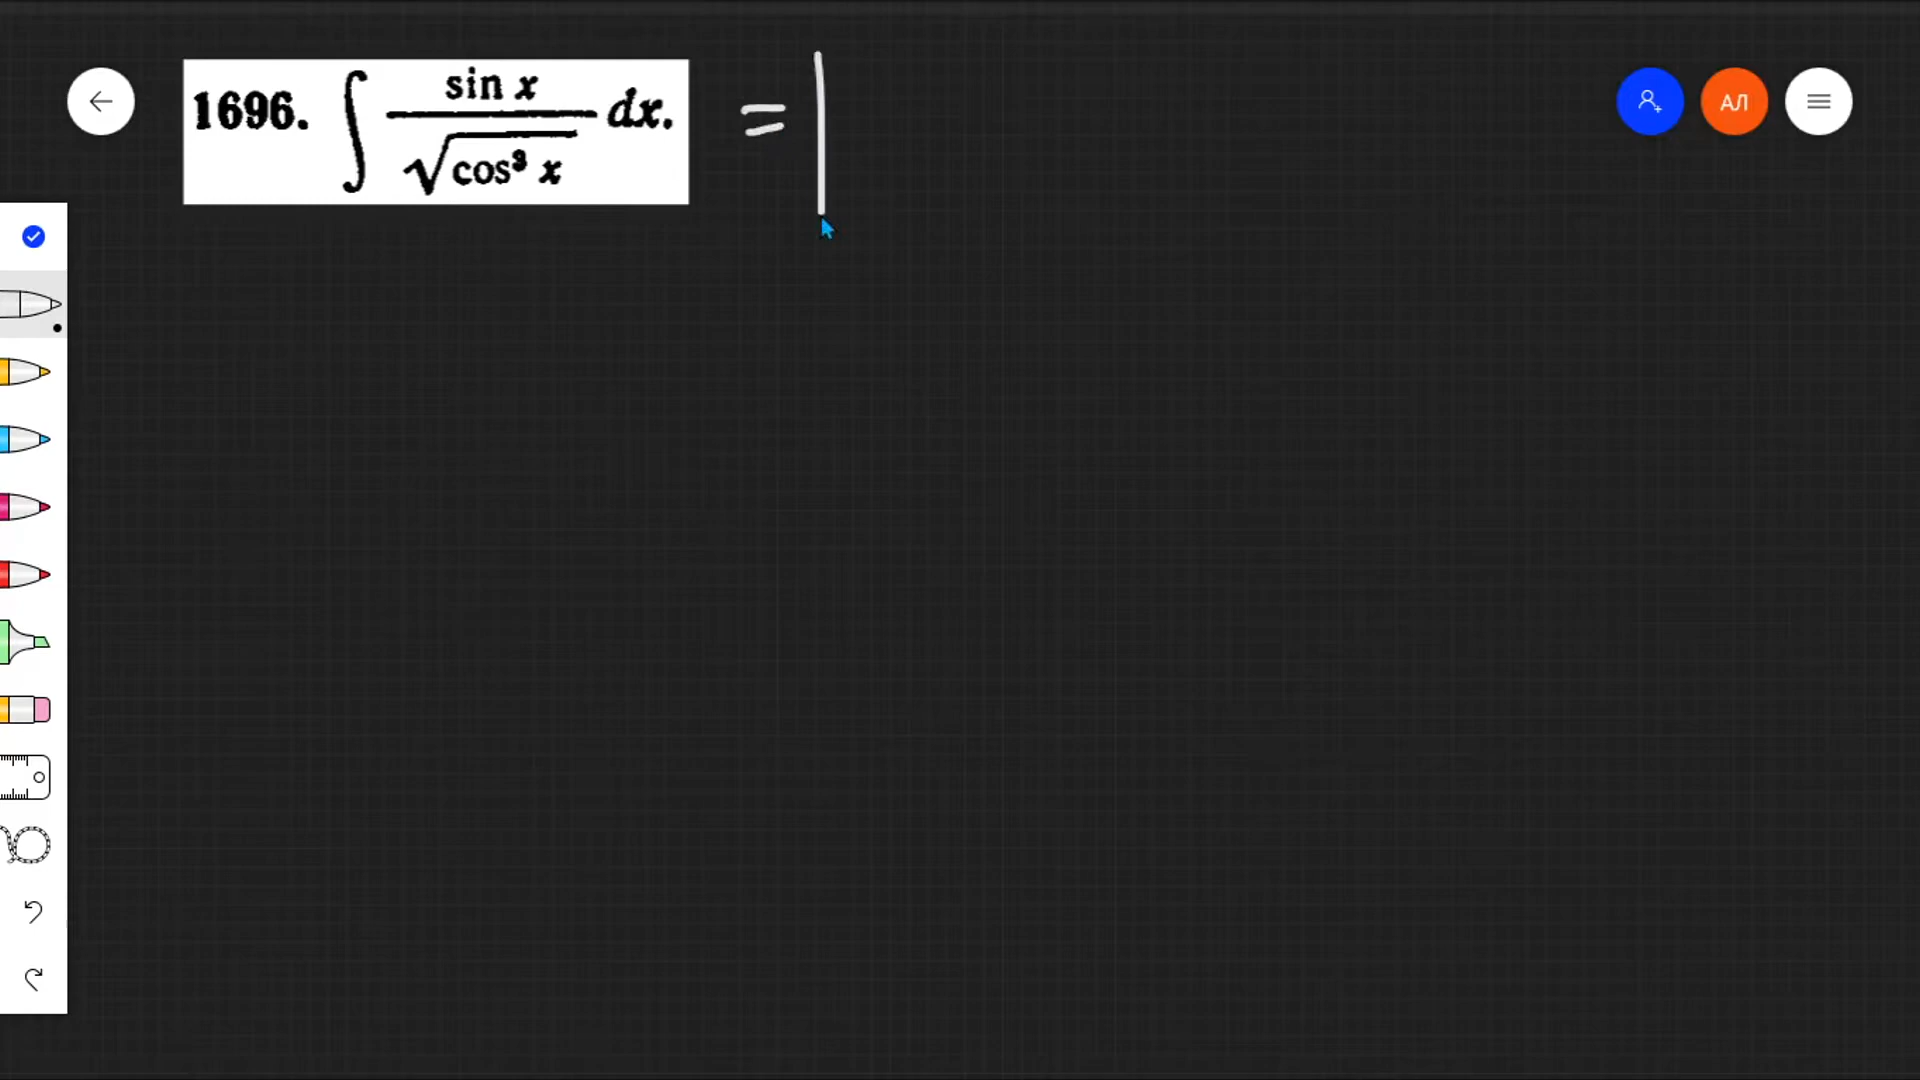 1696. ∫ sin x / √cos³ x dx. = |
АЛ